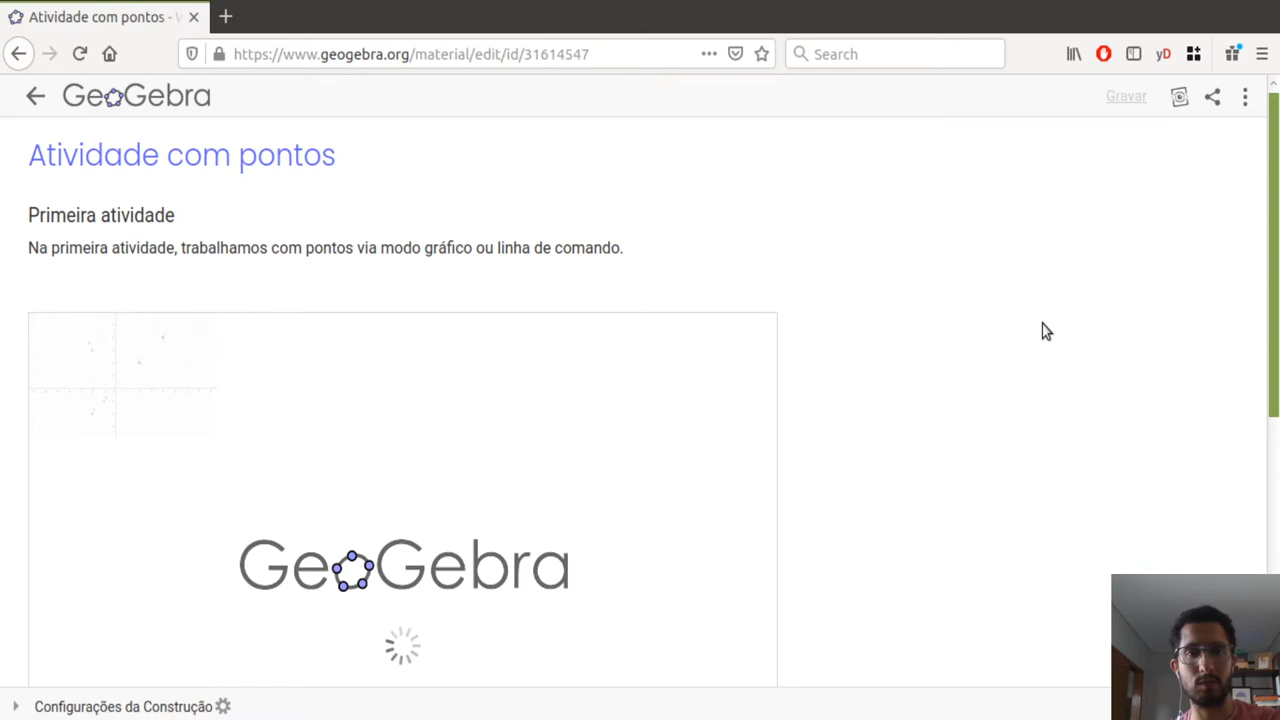 Atividade com pontos - W
https://www.geogebra.org/material/edit/id/31614547
Search
yD
GeoGebra
Gravar
Atividade com pontos
Primeira atividade
Na primeira atividade, trabalhamos com pontos via modo gráfico ou linha de comando.
GeoGebra
Configurações da Construção